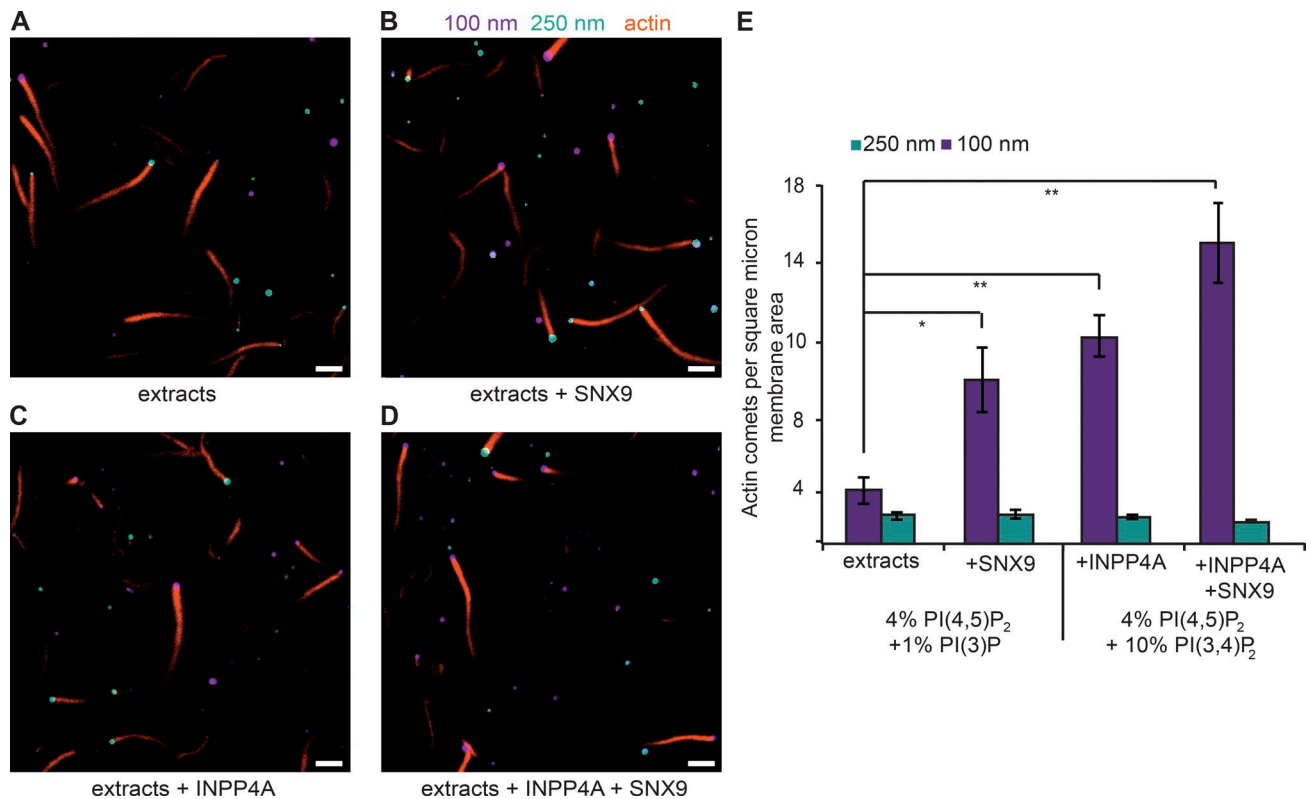 A
B
100 nm 250 nm actin
E
extracts
extracts + SNX9
C
D
extracts + INPP4A
extracts + INPP4A + SNX9
250 nm 100 nm
Actin comets per square micron
membrane area
18
14
10
8
4
**
**
*
extracts
+SNX9
+INPP4A
+INPP4A
+SNX9
4% PI(4,5)P₂
+1% PI(3)P
4% PI(4,5)P₂
+ 10% PI(3,4)P₂